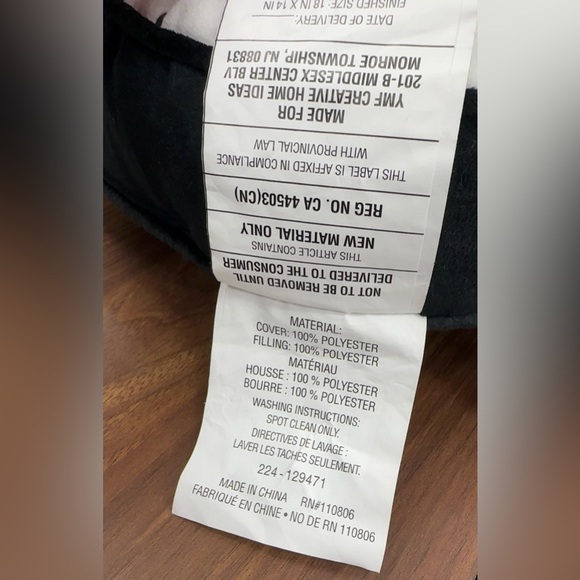 NOT TO BE REMOVED UNTIL
DELIVERED TO THE CONSUMER
THIS ARTICLE CONTAINS
NEW MATERIAL ONLY
REG NO. CA 44503(CN)
THIS LABEL IS AFFIXED IN COMPLIANCE
WITH PROVINCIAL LAW
MADE FOR
YMF CREATIVE HOME IDEAS
201-B MIDDLESEX CENTER BLV
MONROE TOWNSHIP, NJ 08831
DATE OF DELIVERY:
FINISHED SIZE: 18 IN X 14 IN
MATERIAL:
COVER: 100% POLYESTER
FILLING: 100% POLYESTER
MATÉRIAU
HOUSSE : 100 % POLYESTER
BOURRE : 100 % POLYESTER
WASHING INSTRUCTIONS:
SPOT CLEAN ONLY.
DIRECTIVES DE LAVAGE :
LAVER LES TACHES SEULEMENT.
224-129471
MADE IN CHINA RN#110806
FABRIQUÉ EN CHINE • NO DE RN 110806